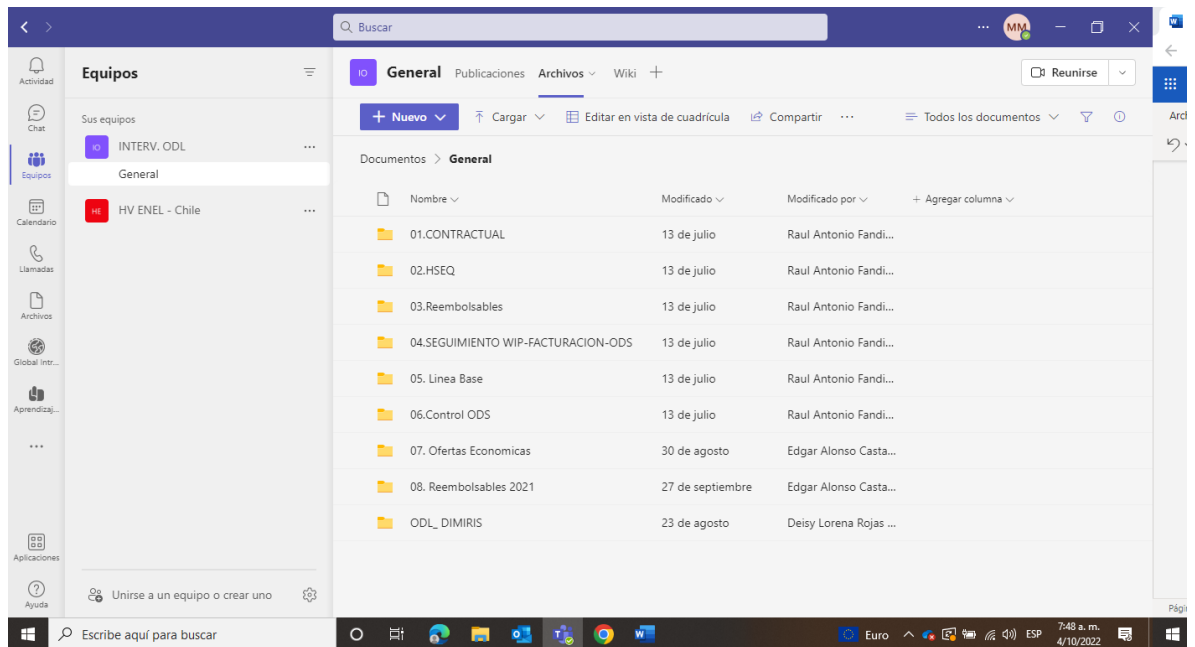 Buscar
MM
Actividad
Chat
Equipos
Calendario
Llamadas
Archivos
Global Intr...
Aprendizaj...
Aplicaciones
Ayuda
Equipos
Sus equipos
IO INTERV. ODL
General
HE HV ENEL - Chile
Unirse a un equipo o crear uno
IO General Publicaciones Archivos Wiki
Reunirse
Nuevo Cargar Editar en vista de cuadrícula Compartir Todos los documentos
Documentos > General
Nombre Modificado Modificado por + Agregar columna
01.CONTRACTUAL 13 de julio Raul Antonio Fandi...
02.HSEQ 13 de julio Raul Antonio Fandi...
03.Reembolsables 13 de julio Raul Antonio Fandi...
04.SEGUIMIENTO WIP-FACTURACION-ODS 13 de julio Raul Antonio Fandi...
05. Linea Base 13 de julio Raul Antonio Fandi...
06.Control ODS 13 de julio Raul Antonio Fandi...
07. Ofertas Economicas 30 de agosto Edgar Alonso Casta...
08. Reembolsables 2021 27 de septiembre Edgar Alonso Casta...
ODL_ DIMIRIS 23 de agosto Deisy Lorena Rojas ...
Arch
Pági
Escribe aquí para buscar
Euro
ESP
7:48 a. m.
4/10/2022